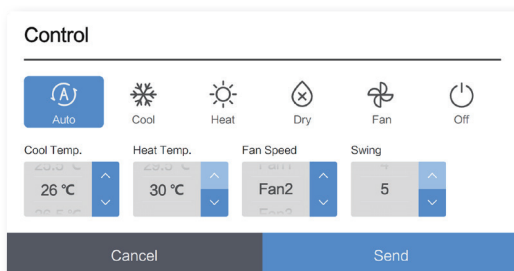 Control
Auto
Cool
Heat
Dry
Fan
Off
Cool Temp.
Heat Temp.
Fan Speed
Swing
26 °C
30 °C
Fan2
5
Cancel
Send